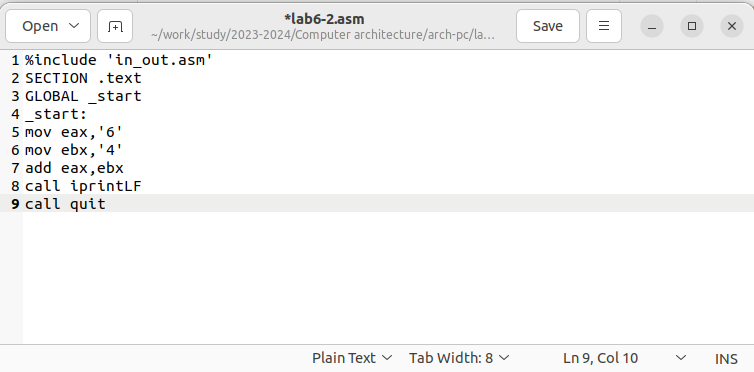 Open
*lab6-2.asm
~/work/study/2023-2024/Computer architecture/arch-pc/la...
Save
1 %include 'in_out.asm'
2 SECTION .text
3 GLOBAL _start
4 _start:
5 mov eax,'6'
6 mov ebx,'4'
7 add eax,ebx
8 call iprintLF
9 call quit
Plain Text Tab Width: 8 Ln 9, Col 10 INS